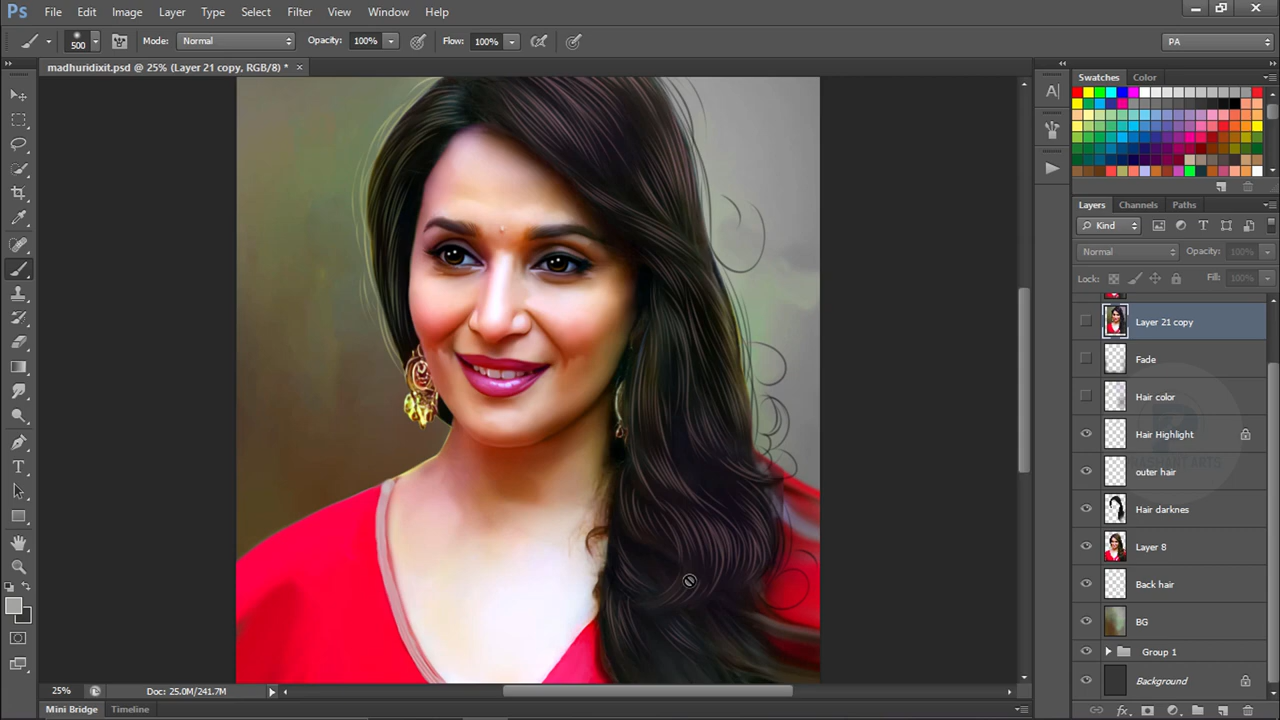 Ps File Edit Image Layer Type Select Filter View Window Help
500 Mode: Normal Opacity: 100% Flow: 100% PA
madhuridixit.psd @ 25% (Layer 21 copy, RGB/8) * ×
Swatches Color
Layers Channels Paths
Kind
Normal Opacity: 100%
Lock: Fill: 100%
Layer 21 copy
Fade
Hair color
Hair Highlight
outer hair
Hair darknes
Layer 8
Back hair
BG
Group 1
Background
25% Doc: 25.0M/241.7M
Mini Bridge Timeline